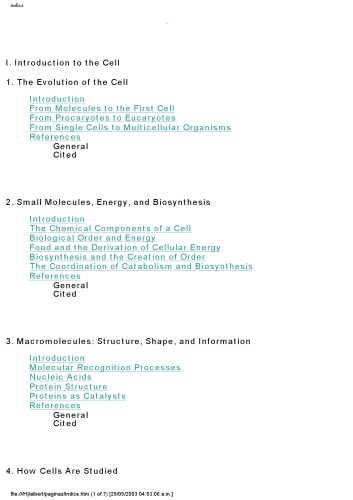 indice
I. Introduction to the Cell
1. The Evolution of the Cell
Introduction
From Molecules to the First Cell
From Procaryotes to Eucaryotes
From Single Cells to Multicellular Organisms
References
General
Cited
2. Small Molecules, Energy, and Biosynthesis
Introduction
The Chemical Components of a Cell
Biological Order and Energy
Food and the Derivation of Cellular Energy
Biosynthesis and the Creation of Order
The Coordination of Catabolism and Biosynthesis
References
General
Cited
3. Macromolecules: Structure, Shape, and Information
Introduction
Molecular Recognition Processes
Nucleic Acids
Protein Structure
Proteins as Catalysts
References
General
Cited
4. How Cells Are Studied
(1 of 7) [29/05/2003 04:53:06 a.m.]